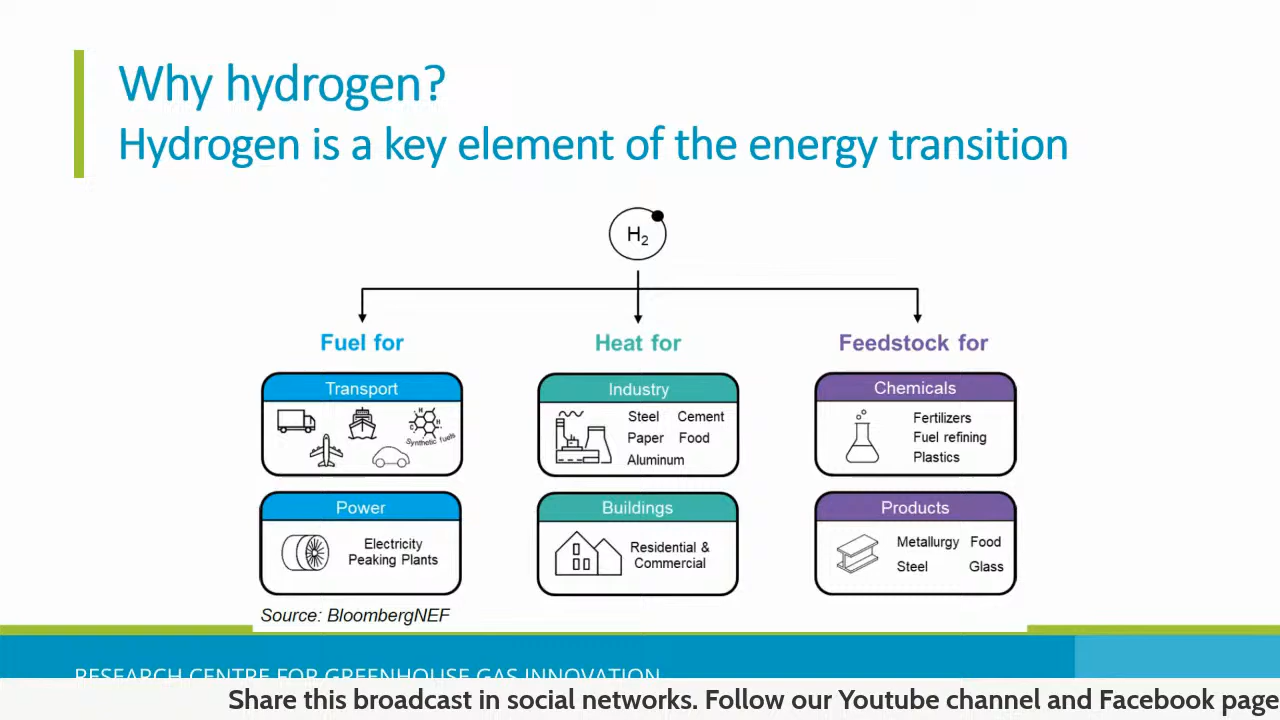 Why hydrogen?
Hydrogen is a key element of the energy transition
H2
Fuel for
Heat for
Feedstock for
Transport
Synthetic fuels
C
H
H
Industry
Steel Cement
Paper Food
Aluminum
Chemicals
Fertilizers
Fuel refining
Plastics
Power
Electricity
Peaking Plants
Buildings
Residential &
Commercial
Products
Metallurgy Food
Steel Glass
Source: BloombergNEF
RESEARCH CENTRE FOR GREENHOUSE GAS INNOVATION
Share this broadcast in social networks. Follow our Youtube channel and Facebook page